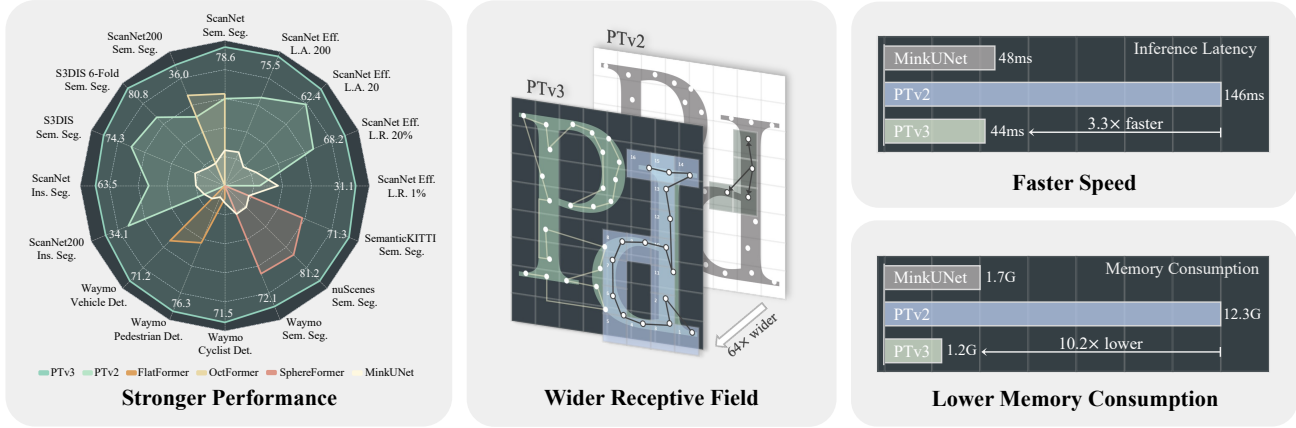 ScanNet
Sem. Seg.
78.6
ScanNet Eff.
L.A. 200
75.5
ScanNet Eff.
L.A. 20
62.4
ScanNet Eff.
L.R. 20%
68.2
ScanNet Eff.
L.R. 1%
31.1
SemanticKITTI
Sem. Seg.
71.3
nuScenes
Sem. Seg.
81.2
Waymo
Sem. Seg.
72.1
Waymo
Cyclist Det.
71.5
Waymo
Pedestrian Det.
76.3
Waymo
Vehicle Det.
71.2
ScanNet200
Ins. Seg.
34.1
ScanNet
Ins. Seg.
63.5
S3DIS
Sem. Seg.
74.3
S3DIS 6-Fold
Sem. Seg.
80.8
ScanNet200
Sem. Seg.
36.0
PTv3 PTv2 FlatFormer OctFormer SphereFormer MinkUNet
Stronger Performance
PTv2
PTv3
64× wider
Wider Receptive Field
Inference Latency
MinkUNet 48ms
PTv2 146ms
PTv3 44ms 3.3× faster
Faster Speed
Memory Consumption
MinkUNet 1.7G
PTv2 12.3G
PTv3 1.2G 10.2× lower
Lower Memory Consumption